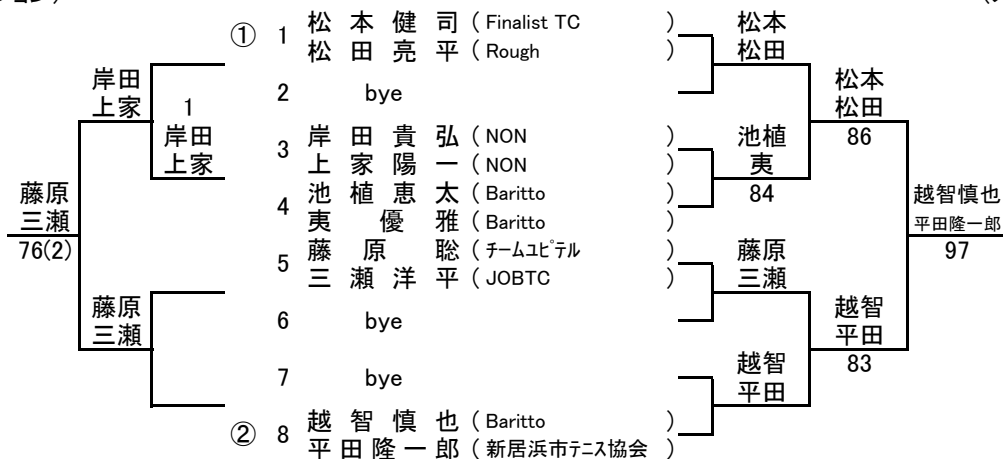 ① 1 松 本 健 司 ( Finalist TC )
松 田 亮 平 ( Rough )
2 bye
3 岸 田 貴 弘 ( NON )
上 家 陽 一 ( NON )
4 池 植 恵 太 ( Baritto )
夷 優 雅 ( Baritto )
5 藤 原 聡 ( チームユピテル )
三 瀬 洋 平 ( JOBTC )
6 bye
7 bye
② 8 越 智 慎 也 ( Baritto )
平 田 隆 一 郎 ( 新居浜市テニス協会 )
松本
松田
池植
夷
84
藤原
三瀬
越智
平田
松本
松田
86
越智
平田
83
越智慎也
平田隆一郎
97
1
岸田
上家
岸田
上家
藤原
三瀬
藤原
三瀬
76(2)